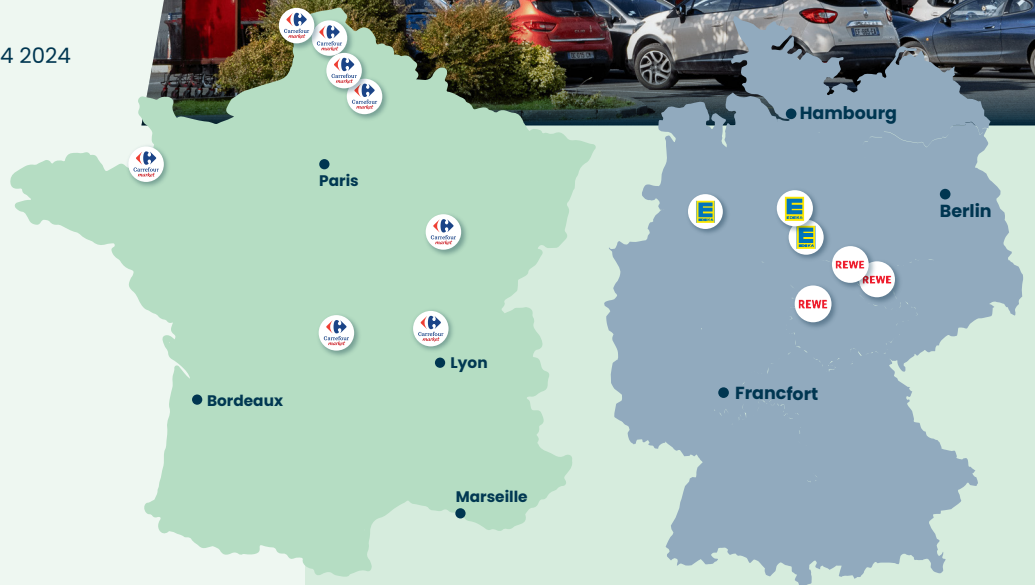 4 2024
Carrefour
market
Carrefour
market
Carrefour
market
Carrefour
market
Hambourg
Carrefour
market
Paris
Berlin
EDEKA
EDEKA
EDEKA
Carrefour
market
REWE
REWE
REWE
Carrefour
market
Carrefour
market
Lyon
Bordeaux
Francfort
Marseille